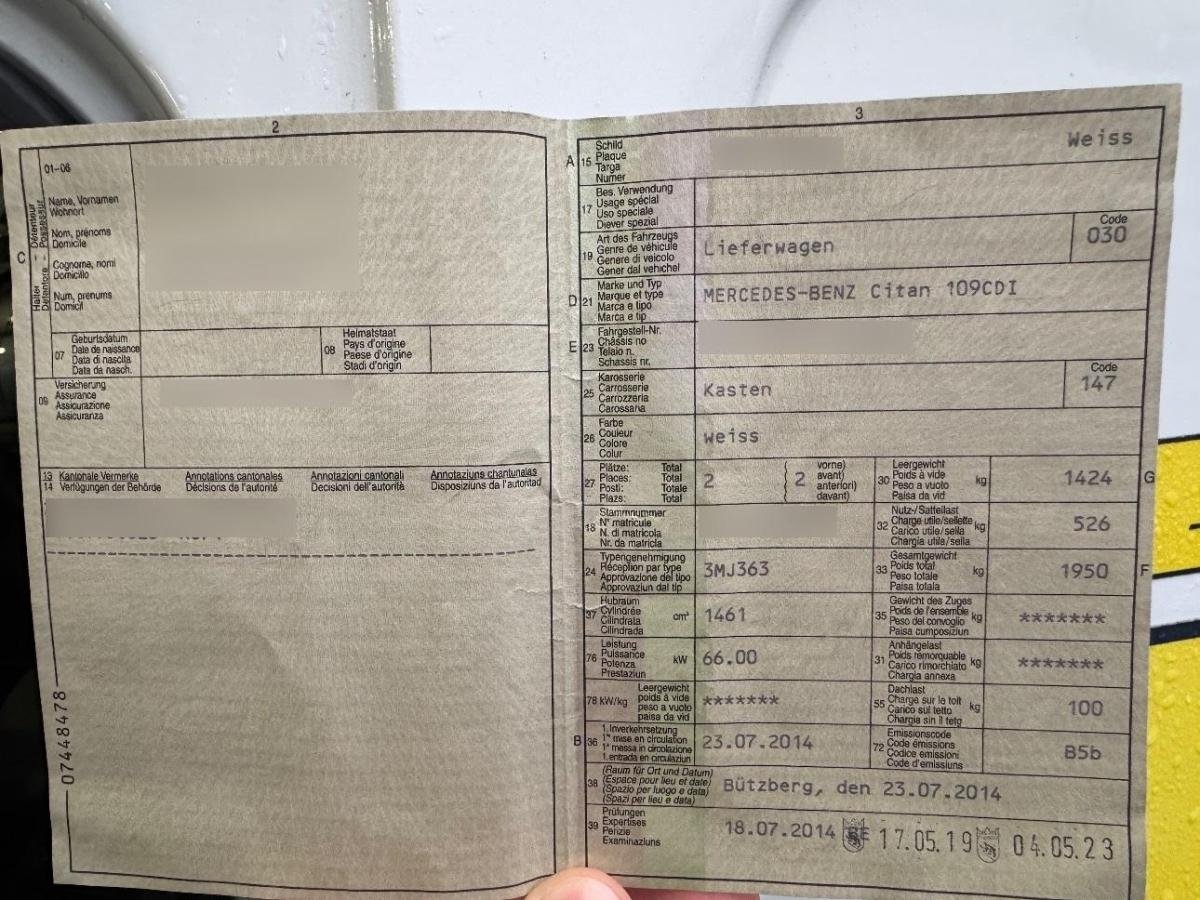 2
01-06
C
Halter - Détenteur
Detentore - Possessur
Name, Vornamen
Wohnort
Nom, prénoms
Domicile
Cognome, nomi
Domicilio
Num, prenums
Domicil
07
Geburtsdatum
Date de naissance
Data di nascita
Data da nasch.
08
Heimatstaat
Pays d'origine
Paese d'origine
Stadi d'origin
09
Versicherung
Assurance
Assicurazione
Assicuranza
13 Kantonale Vermerke Annotations cantonales Annotazioni cantonali Annotaziuns chantunalas
14 Verfügungen der Behörde Décisions de l'autorité Decisioni dell'autorità Disposiziuns da l'autoritad
07448478
3
A 15
Schild
Plaque
Targa
Numer
Weiss
17
Bes. Verwendung
Usage spécial
Uso speciale
Diever spezial
19
Art des Fahrzeugs
Genre de véhicule
Genere di veicolo
Gener dal vehichel
Lieferwagen
Code
030
D 21
Marke und Typ
Marque et type
Marca e tipo
Marca e tip
MERCEDES-BENZ Citan 109CDI
E 23
Fahrgestell-Nr.
Châssis no
Telaio n.
Schassis nr.
25
Karosserie
Carrosserie
Carrozzeria
Carossaria
Kasten
Code
147
26
Farbe
Couleur
Colore
Colur
weiss
27
Plätze: Total
Places: Total
Posti: Totale
Plazs: Total
2
2
vorne)
avant)
anteriori)
davant)
30
Leergewicht
Poids à vide
Peso a vuoto
Paisa da vid
kg
1424
G
18
Stammnummer
N° matricule
N. di matricola
Nr. da matricla
32
Nutz-/Sattellast
Charge utile/sellette
Carico utile/sella
Chargia utila/sella
kg
526
24
Typengenehmigung
Réception par type
Approvazione del tipo
Approvaziun dal tip
3MJ363
33
Gesamtgewicht
Poids total
Peso totale
Paisa totala
kg
1950
F
37
Hubraum
Cylindrée
Cilindrata
Cilindrada
cm³
1461
35
Gewicht des Zuges
Poids de l'ensemble
Peso del convoglio
Paisa cumposiziun
kg
*******
76
Leistung
Puissance
Potenza
Prestaziun
kW
66.00
31
Anhängelast
Poids remorquable
Carico rimorchiato
Chargia annexa
kg
*******
78 kW/kg
Leergewicht
poids à vide
peso a vuoto
paisa da vid
*******
55
Dachlast
Charge sur le toit
Carico sul tetto
Chargia sin il tetg
kg
100
B 36
1. Inverkehrsetzung
1re mise en circulation
1a messa in circolazione
1. entrada en circulaziun
23.07.2014
72
Emissionscode
Code émissions
Codice emissioni
Code d'emissiuns
B5b
38
(Raum für Ort und Datum)
(Espace pour lieu et date)
(Spazio per luogo e data)
(Spazi per lieu e data)
Bützberg, den 23.07.2014
39
Prüfungen
Expertises
Perizie
Examinaziuns
18.07.2014 BE 17.05.19 04.05.23